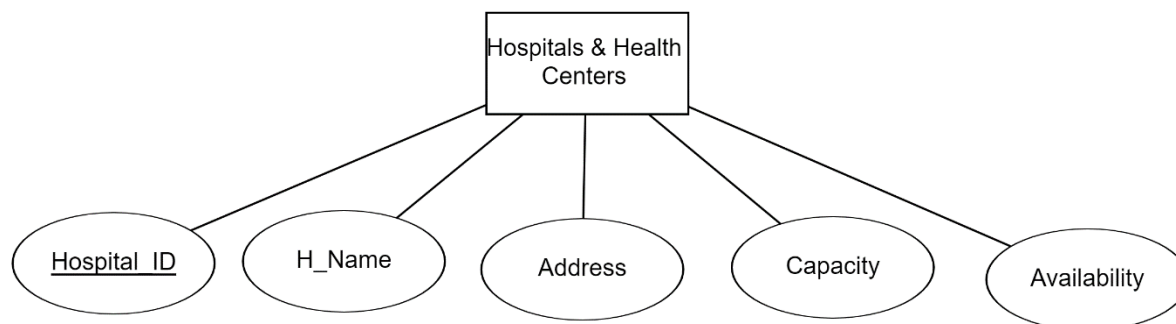 Hospitals & Health
Centers
Hospital_ID
H_Name
Address
Capacity
Availability